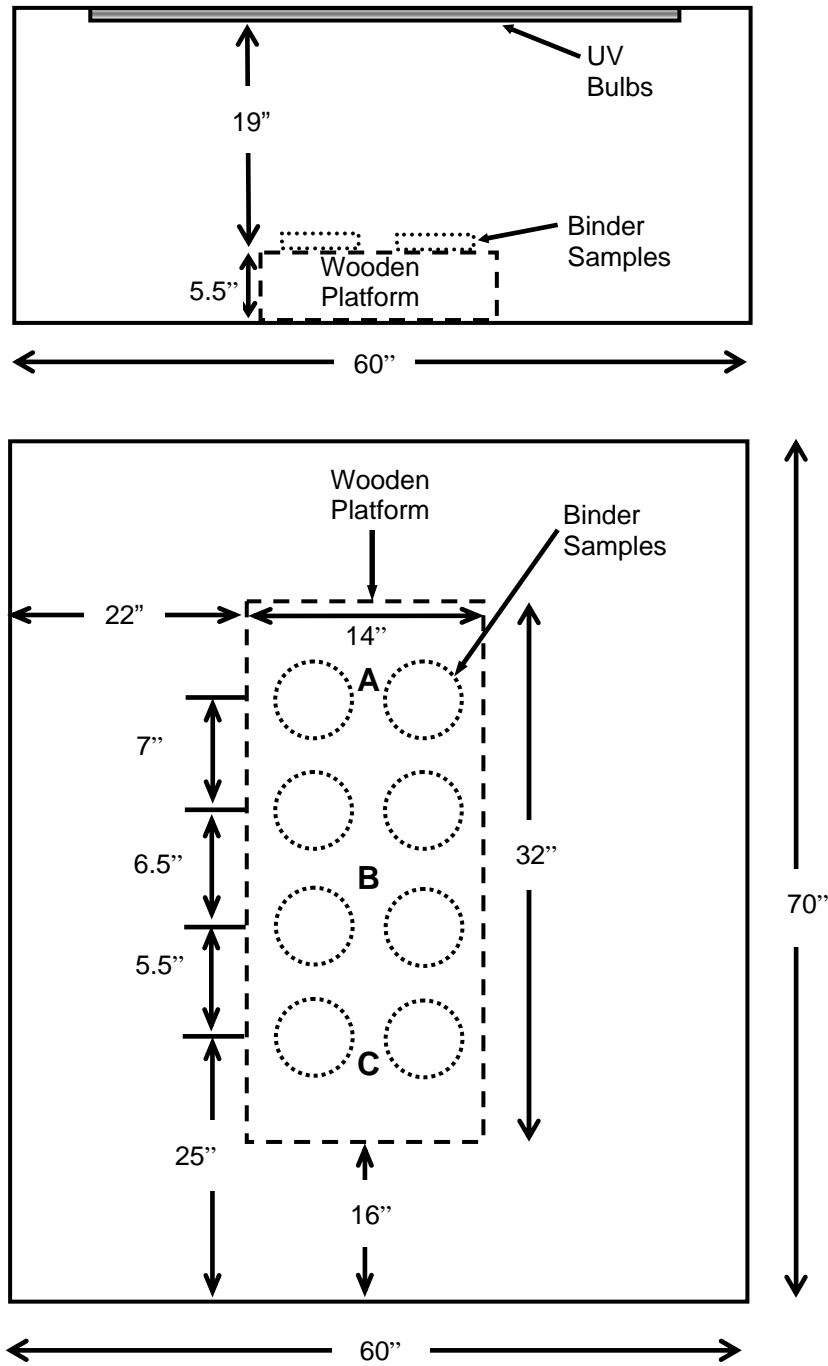 UV
Bulbs
19”
Binder
Samples
Wooden
Platform
5.5”
60”
Wooden
Platform
Binder
Samples
22”
14”
A
7”
6.5”
B
32”
70”
5.5”
C
25”
16”
60”